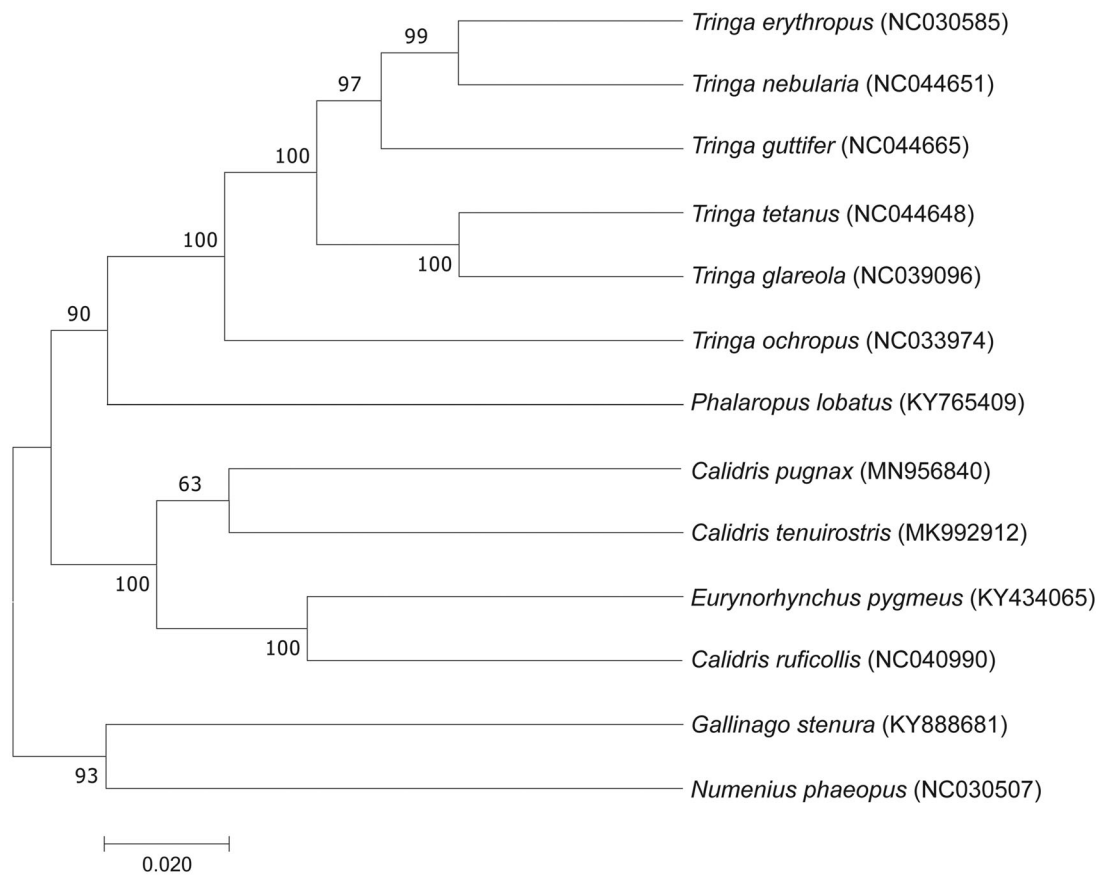 Tringa erythropus (NC030585)
99
Tringa nebularia (NC044651)
97
Tringa guttifer (NC044665)
100
Tringa tetanus (NC044648)
100
100
Tringa glareola (NC039096)
90
Tringa ochropus (NC033974)
Phalaropus lobatus (KY765409)
Calidris pugnax (MN956840)
63
Calidris tenuirostris (MK992912)
100
Eurynorhynchus pygmeus (KY434065)
100
Calidris ruficollis (NC040990)
Gallinago stenura (KY888681)
93
Numenius phaeopus (NC030507)
0.020